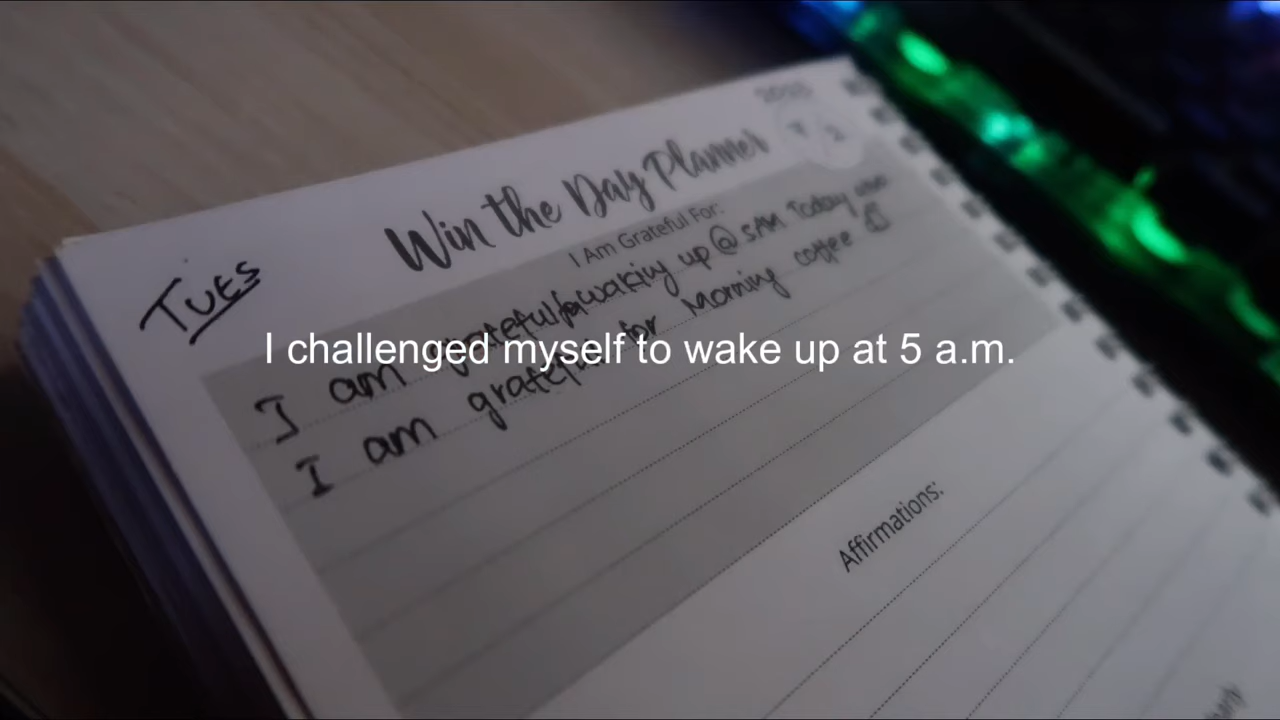 Win the Day Planner
TUES
I Am Grateful For:
I am grateful for waking up @ 5AM Today
I am grateful for Morning coffee
I challenged myself to wake up at 5 a.m.
Affirmations: